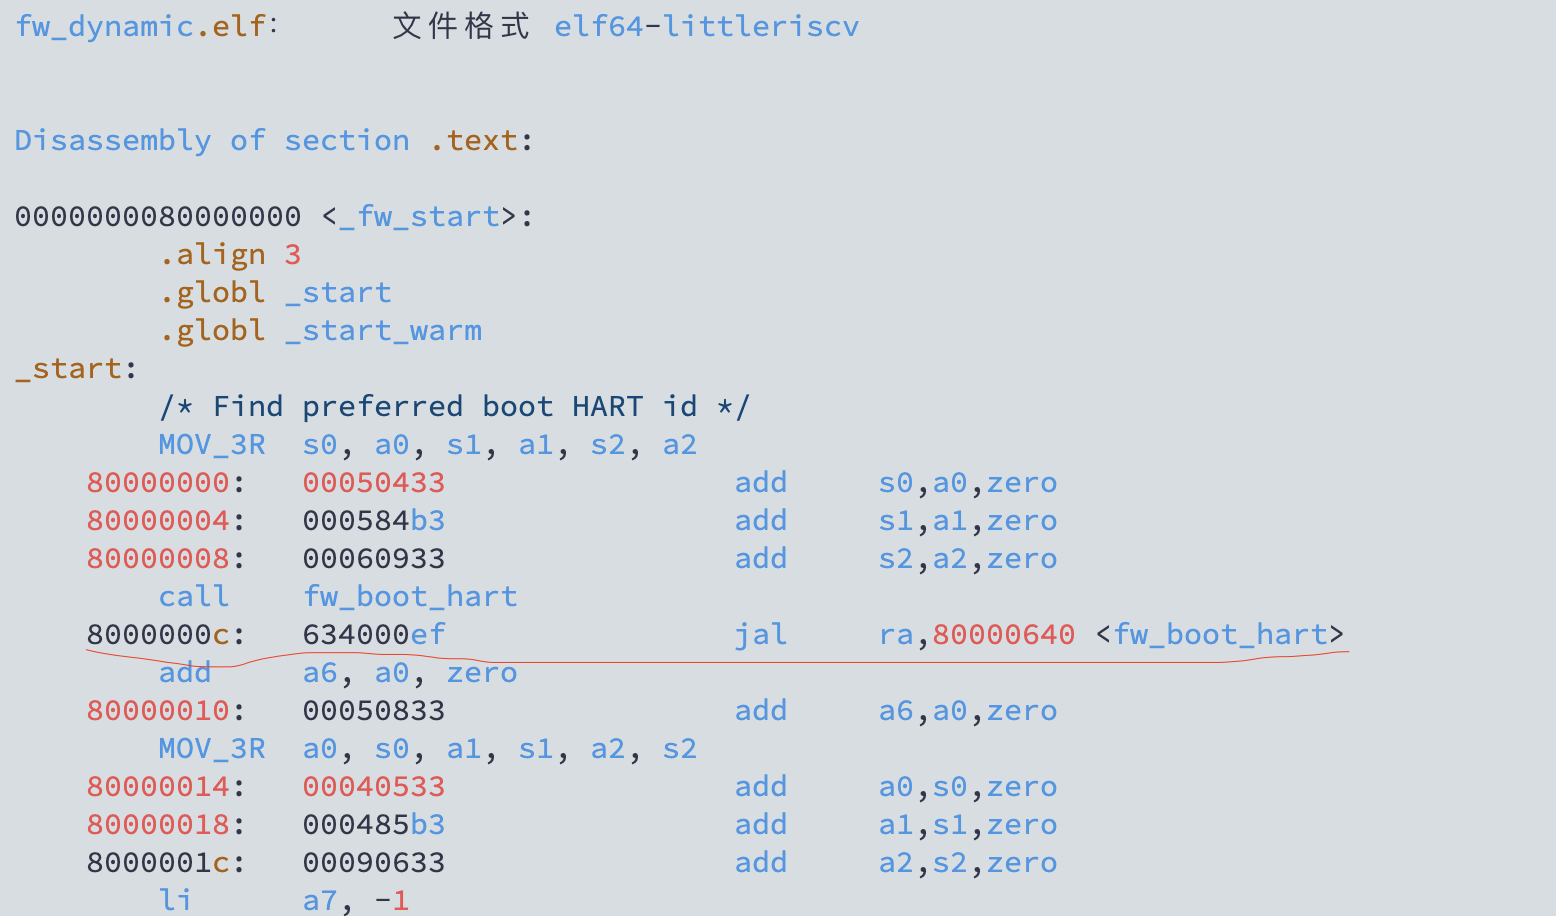 fw_dynamic.elf:      文件格式 elf64-littleriscv
Disassembly of section .text:
0000000080000000 <_fw_start>:
        .align 3
        .globl _start
        .globl _start_warm
_start:
        /* Find preferred boot HART id */
        MOV_3R  s0, a0, s1, a1, s2, a2
    80000000:   00050433                add     s0,a0,zero
    80000004:   000584b3                add     s1,a1,zero
    80000008:   00060933                add     s2,a2,zero
        call    fw_boot_hart
    8000000c:   634000ef                jal     ra,80000640 <fw_boot_hart>
        add     a6, a0, zero
    80000010:   00050833                add     a6,a0,zero
        MOV_3R  a0, s0, a1, s1, a2, s2
    80000014:   00040533                add     a0,s0,zero
    80000018:   000485b3                add     a1,s1,zero
    8000001c:   00090633                add     a2,s2,zero
        li      a7, -1